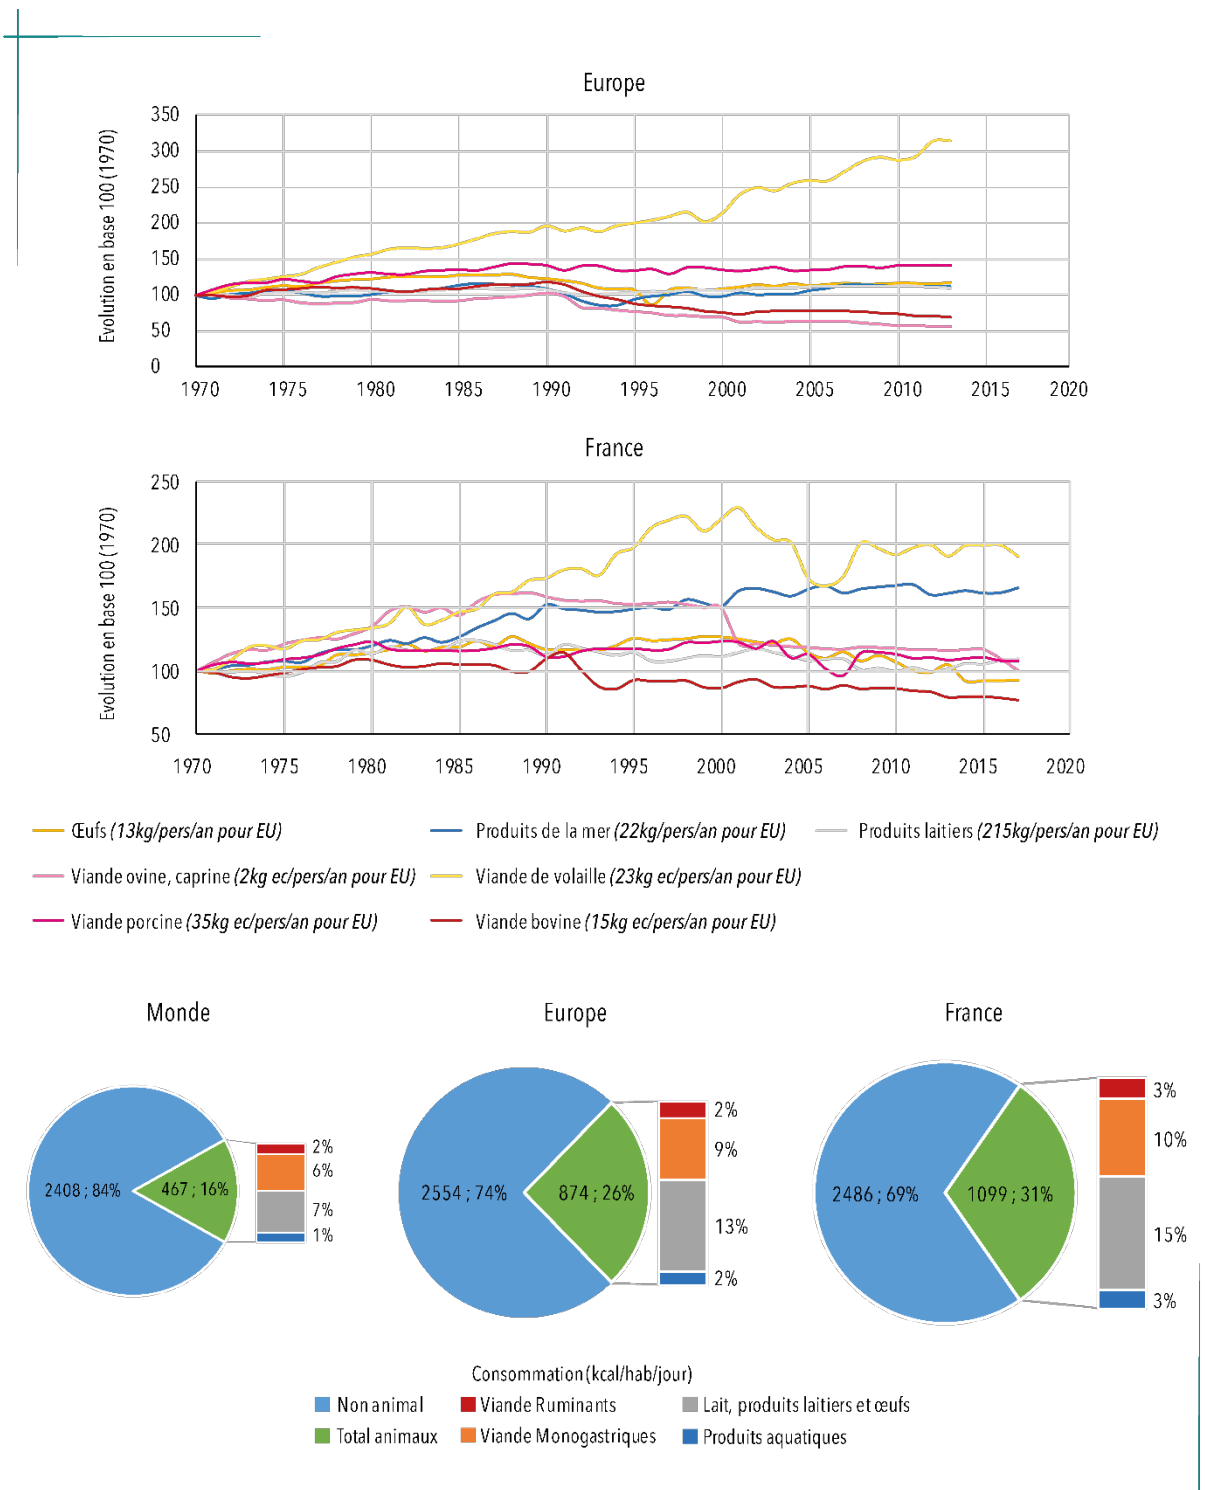 Europe
Evolution en base 100 (1970)
350
300
250
200
150
100
50
0
1970 1975 1980 1985 1990 1995 2000 2005 2010 2015 2020
France
Evolution en base 100 (1970)
250
200
150
100
50
1970 1975 1980 1985 1990 1995 2000 2005 2010 2015 2020
Œufs (13kg/pers/an pour EU) Produits de la mer (22kg/pers/an pour EU) Produits laitiers (215kg/pers/an pour EU)
Viande ovine, caprine (2kg ec/pers/an pour EU) Viande de volaille (23kg ec/pers/an pour EU)
Viande porcine (35kg ec/pers/an pour EU) Viande bovine (15kg ec/pers/an pour EU)
Monde
2408 ; 84% 467 ; 16%
2%
6%
7%
1%
Europe
2554 ; 74% 874 ; 26%
2%
9%
13%
2%
France
2486 ; 69% 1099 ; 31%
3%
10%
15%
3%
Consommation (kcal/hab/jour)
Non animal Viande Ruminants Lait, produits laitiers et œufs
Total animaux Viande Monogastriques Produits aquatiques